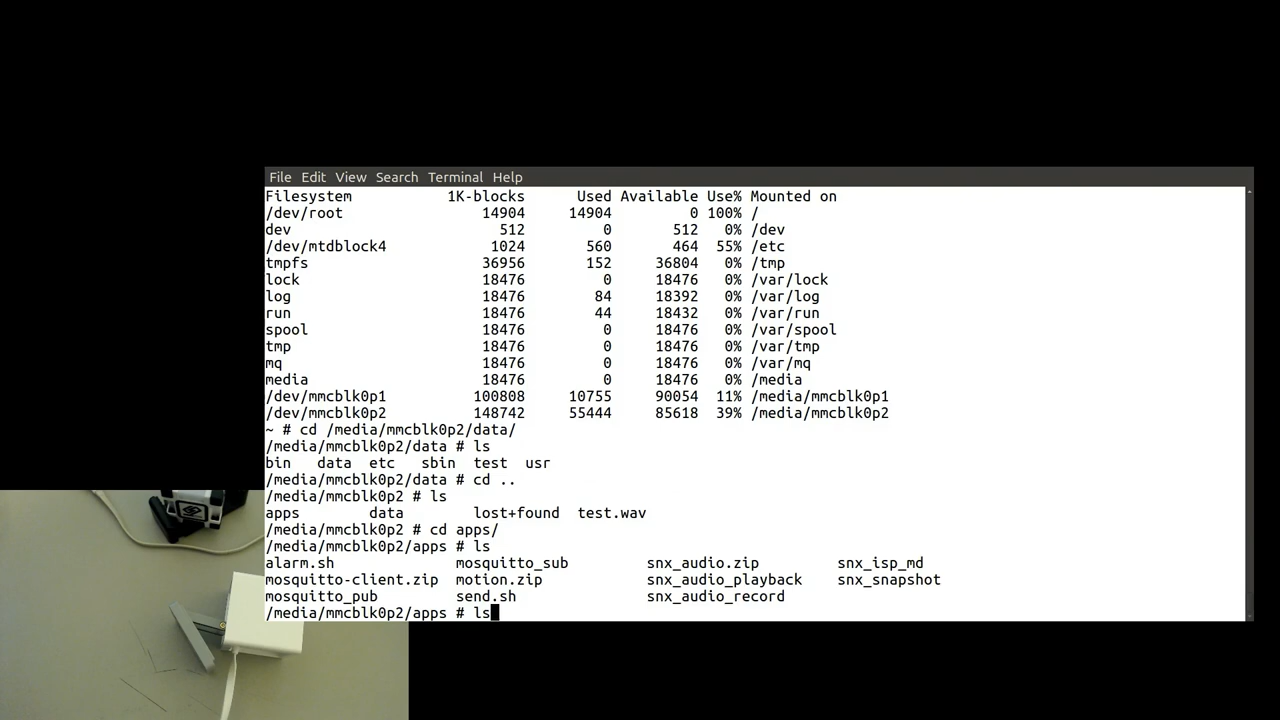 File Edit View Search Terminal Help
Filesystem 1K-blocks Used Available Use% Mounted on
/dev/root 14904 14904 0 100% /
dev 512 0 512 0% /dev
/dev/mtdblock4 1024 560 464 55% /etc
tmpfs 36956 152 36804 0% /tmp
lock 18476 0 18476 0% /var/lock
log 18476 84 18392 0% /var/log
run 18476 44 18432 0% /var/run
spool 18476 0 18476 0% /var/spool
tmp 18476 0 18476 0% /var/tmp
mq 18476 0 18476 0% /var/mq
media 18476 0 18476 0% /media
/dev/mmcblk0p1 100808 10755 90054 11% /media/mmcblk0p1
/dev/mmcblk0p2 148742 55444 85618 39% /media/mmcblk0p2
~ # cd /media/mmcblk0p2/data/
/media/mmcblk0p2/data # ls
bin data etc sbin test usr
/media/mmcblk0p2/data # cd ..
/media/mmcblk0p2 # ls
apps data lost+found test.wav
/media/mmcblk0p2 # cd apps/
/media/mmcblk0p2/apps # ls
alarm.sh mosquitto_sub snx_audio.zip snx_isp_md
mosquitto-client.zip motion.zip snx_audio_playback snx_snapshot
mosquitto_pub send.sh snx_audio_record
/media/mmcblk0p2/apps # ls